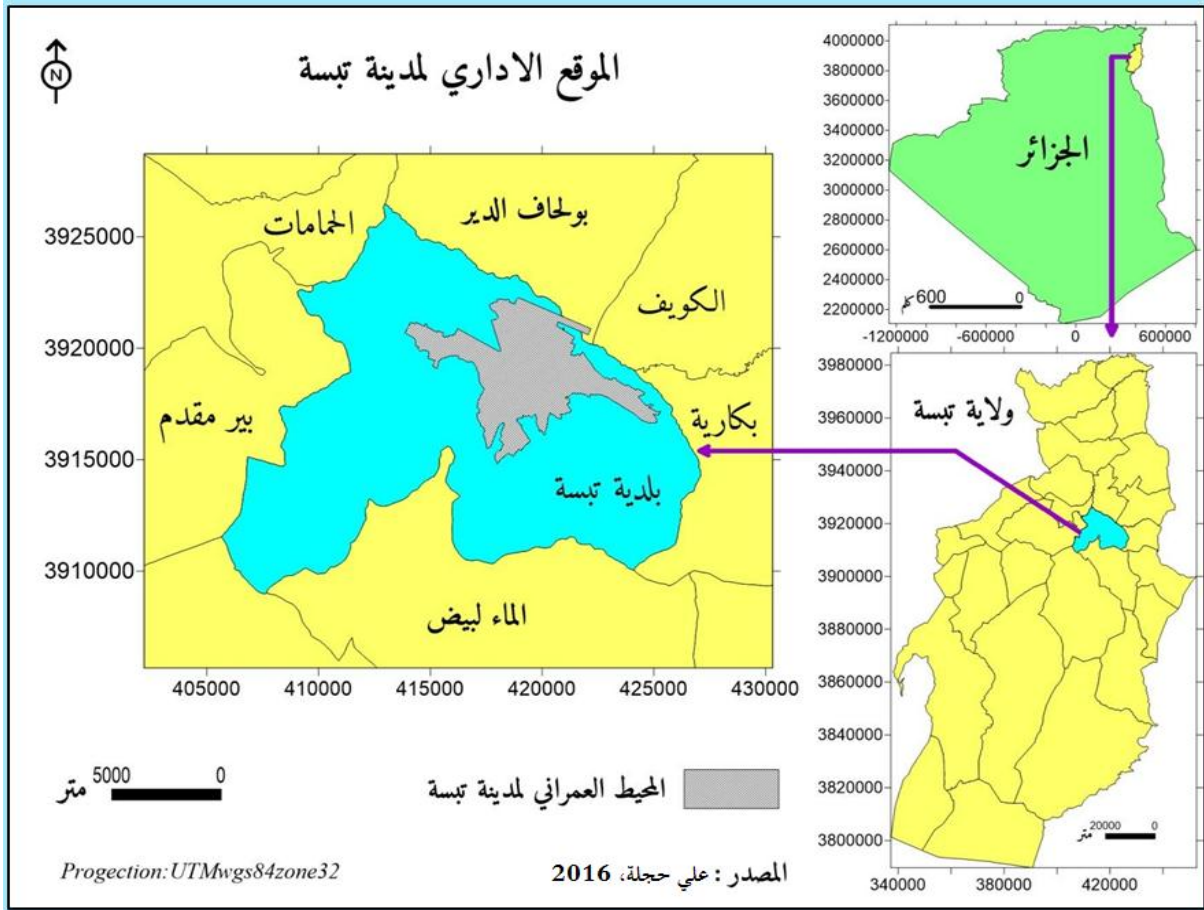 N
الموقع الاداري لمدينة تبسة
3925000
3920000
3915000
3910000
405000
410000
415000
420000
425000
430000
الحمامات
بولحاف الدير
الكويف
بير مقدم
بكارية
بلدية تبسة
الماء لبيض
5000 0 متر
المحيط العمراني لمدينة تبسة
Progection:UTMwgs84zone32
المصدر : علي حجلة، 2016
4000000
3800000
3600000
3400000
3200000
3000000
2800000
2600000
2400000
2200000
-1200000
-600000
0
600000
الجزائر
600 0 كم
3980000
3960000
3940000
3920000
3900000
3880000
3860000
3840000
3820000
3800000
340000
380000
420000
ولاية تبسة
20000 0 متر